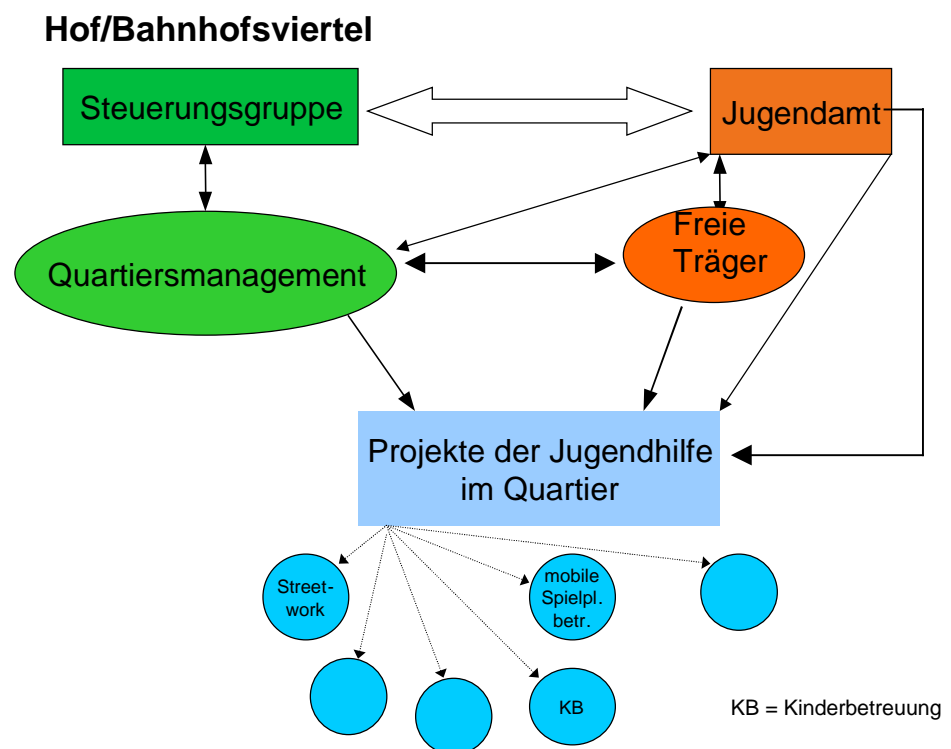 Hof/Bahnhofsviertel
Steuerungsgruppe
Jugendamt
Quartiersmanagement
Freie
Träger
Projekte der Jugendhilfe
im Quartier
Street-
work
mobile
Spielpl.
betr.
KB
KB = Kinderbetreuung